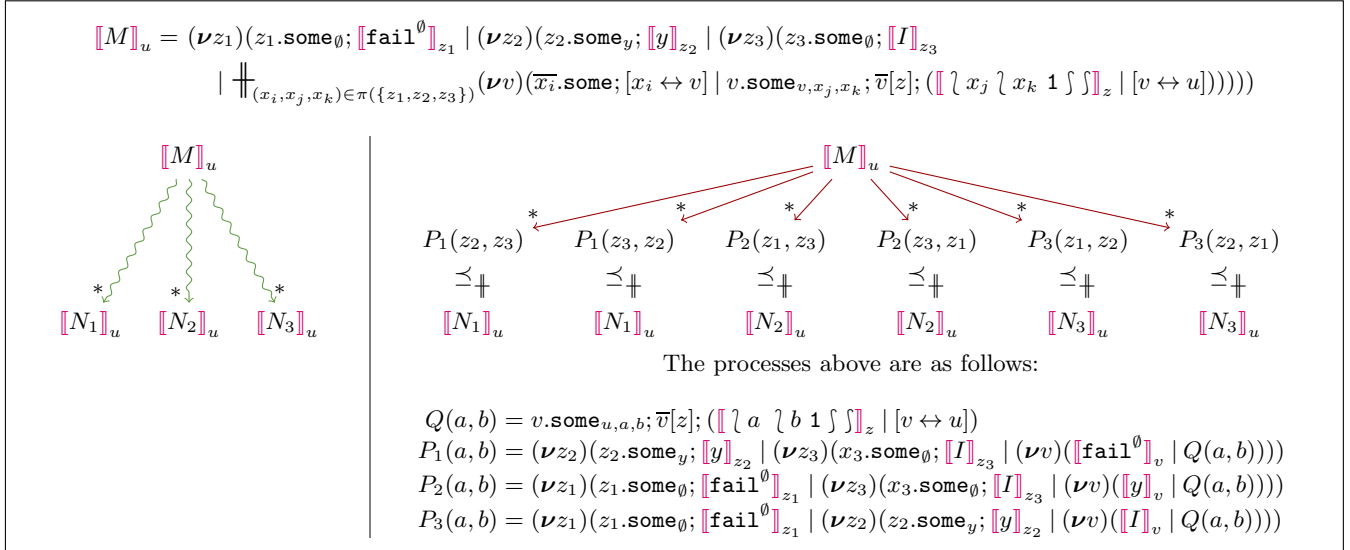 ⟦M⟧_u = (νz₁)(z₁.some_∅; ⟦fail^∅⟧_{z₁} | (νz₂)(z₂.some_y; ⟦y⟧_{z₂} | (νz₃)(z₃.some_∅; ⟦I⟧_{z₃}
| ⧺_{(x_i,x_j,x_k)∈π({z₁,z₂,z₃})}(νv)(\overline{x_i}.some; [x_i ↔ v] | v.some_{v,x_j,x_k}; \overline{v}[z]; (⟦ ⟅ x_j ⟅ x_k 1 ⟆ ⟆⟧_z | [v ↔ u])))))
⟦M⟧_u ⟦M⟧_u
* * * * * *
P₁(z₂, z₃) P₁(z₃, z₂) P₂(z₁, z₃) P₂(z₃, z₁) P₃(z₁, z₂) P₃(z₂, z₁)
* * * ⪯_⧺ ⪯_⧺ ⪯_⧺ ⪯_⧺ ⪯_⧺ ⪯_⧺
⟦N₁⟧_u ⟦N₂⟧_u ⟦N₃⟧_u ⟦N₁⟧_u ⟦N₁⟧_u ⟦N₂⟧_u ⟦N₂⟧_u ⟦N₃⟧_u ⟦N₃⟧_u
The processes above are as follows:
Q(a, b) = v.some_{u,a,b}; \overline{v}[z]; (⟦ ⟅ a ⟅ b 1 ⟆ ⟆⟧_z | [v ↔ u])
P₁(a, b) = (νz₂)(z₂.some_y; ⟦y⟧_{z₂} | (νz₃)(x₃.some_∅; ⟦I⟧_{z₃} | (νv)(⟦fail^∅⟧_v | Q(a, b))))
P₂(a, b) = (νz₁)(z₁.some_∅; ⟦fail^∅⟧_{z₁} | (νz₃)(x₃.some_∅; ⟦I⟧_{z₃} | (νv)(⟦y⟧_v | Q(a, b))))
P₃(a, b) = (νz₁)(z₁.some_∅; ⟦fail^∅⟧_{z₁} | (νz₂)(z₂.some_y; ⟦y⟧_{z₂} | (νv)(⟦I⟧_v | Q(a, b))))